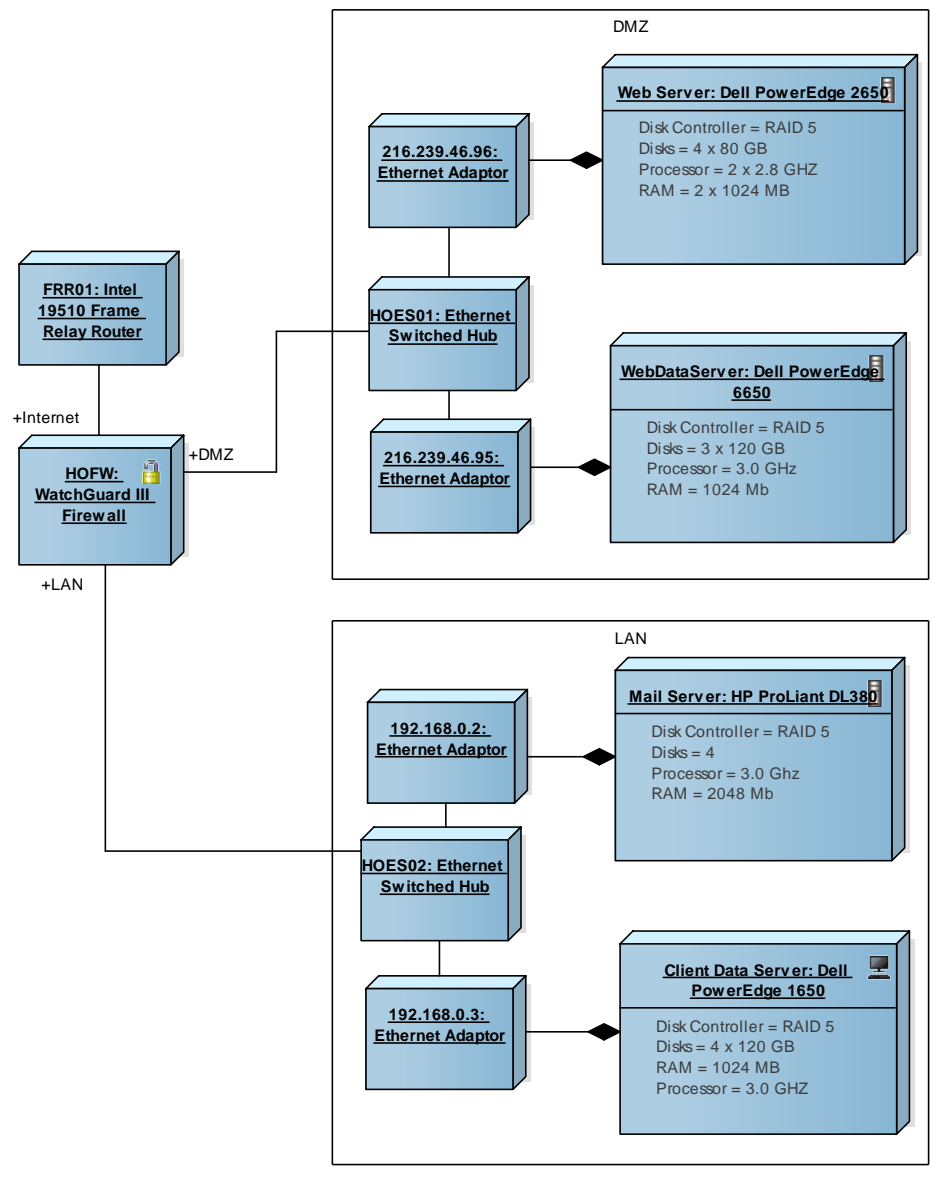 DMZ
Web Server: Dell PowerEdge 2650
Disk Controller = RAID 5
Disks = 4 x 80 GB
Processor = 2 x 2.8 GHZ
RAM = 2 x 1024 MB
216.239.46.96:
Ethernet Adaptor
FRR01: Intel
19510 Frame
Relay Router
HOES01: Ethernet
Switched Hub
WebDataServer: Dell PowerEdge
6650
Disk Controller = RAID 5
Disks = 3 x 120 GB
Processor = 3.0 GHz
RAM = 1024 Mb
+Internet
+DMZ
HOFW:
WatchGuard III
Firewall
216.239.46.95:
Ethernet Adaptor
+LAN
LAN
Mail Server: HP ProLiant DL380
Disk Controller = RAID 5
Disks = 4
Processor = 3.0 Ghz
RAM = 2048 Mb
192.168.0.2:
Ethernet Adaptor
HOES02: Ethernet
Switched Hub
Client Data Server: Dell
PowerEdge 1650
Disk Controller = RAID 5
Disks = 4 x 120 GB
RAM = 1024 MB
Processor = 3.0 GHZ
192.168.0.3:
Ethernet Adaptor